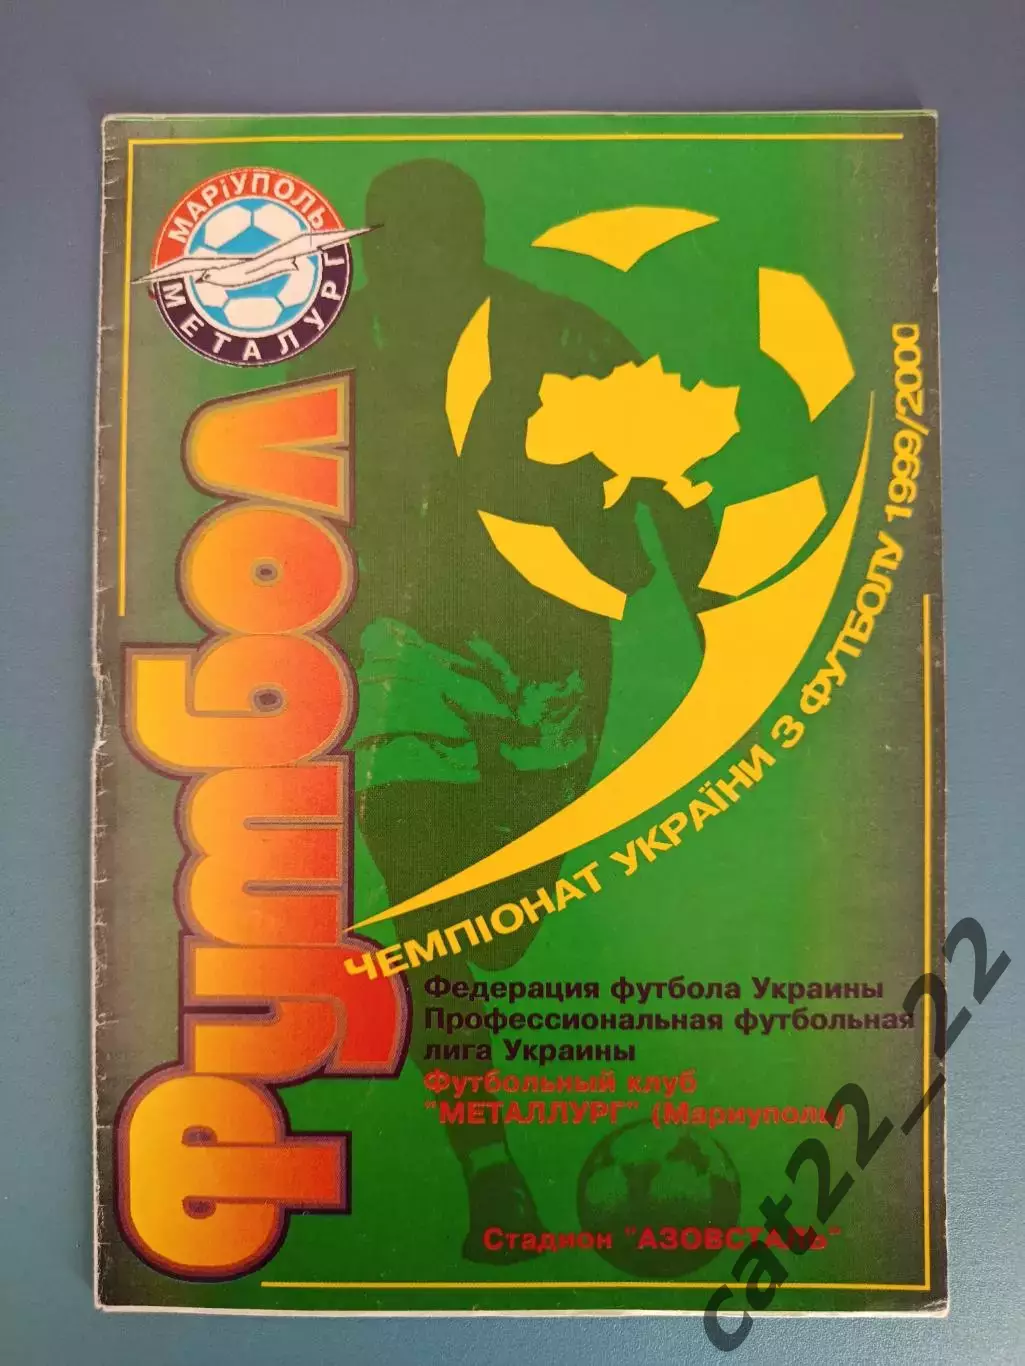 МАРІУПОЛЬ
МЕТАЛУРГ
Футбол
ЧЕМПІОНАТ УКРАЇНИ З ФУТБОЛУ 1999/2000
Федерация футбола Украины
Профессиональная футбольная
лига Украины
Футбольный клуб
"МЕТАЛЛУРГ" (Мариуполь)
Стадион "АЗОВСТАЛЬ"
cat22_22